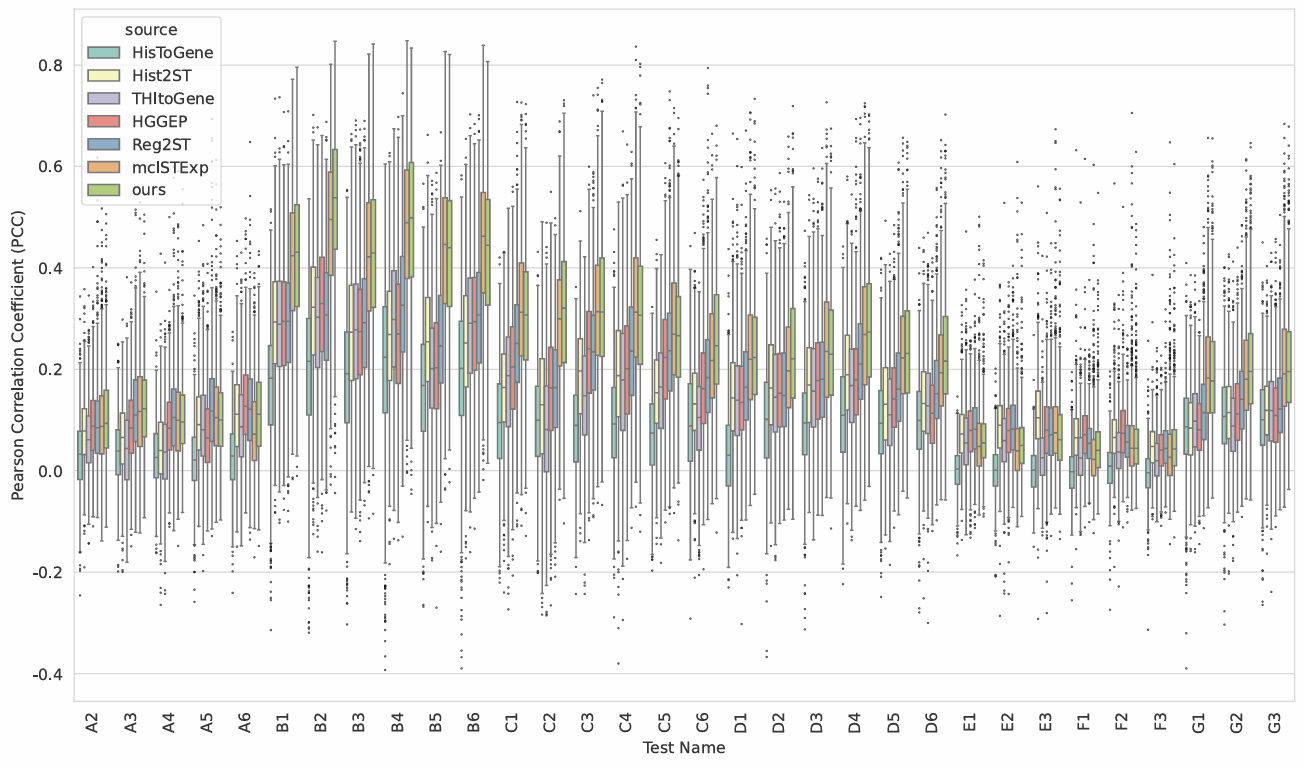 source
HisToGene
Hist2ST
THItoGene
HGGEP
Reg2ST
mclSTExp
ours
Pearson Correlation Coefficient (PCC)
0.8
0.6
0.4
0.2
0.0
-0.2
-0.4
A2 A3 A4 A5 A6 B1 B2 B3 B4 B5 B6 C1 C2 C3 C4 C5 C6 D1 D2 D3 D4 D5 D6 E1 E2 E3 F1 F2 F3 G1 G2 G3
Test Name